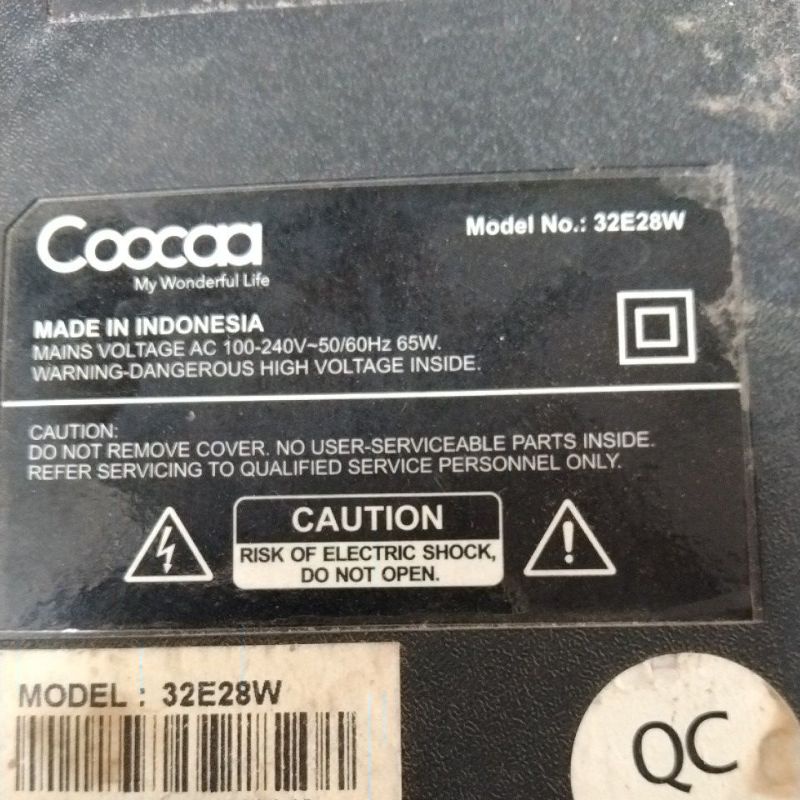 Coocaa
My Wonderful Life
Model No.: 32E28W
MADE IN INDONESIA
MAINS VOLTAGE AC 100-240V~50/60Hz 65W.
WARNING-DANGEROUS HIGH VOLTAGE INSIDE.
CAUTION:
DO NOT REMOVE COVER. NO USER-SERVICEABLE PARTS INSIDE.
REFER SERVICING TO QUALIFIED SERVICE PERSONNEL ONLY.
CAUTION
RISK OF ELECTRIC SHOCK,
DO NOT OPEN.
MODEL : 32E28W
QC